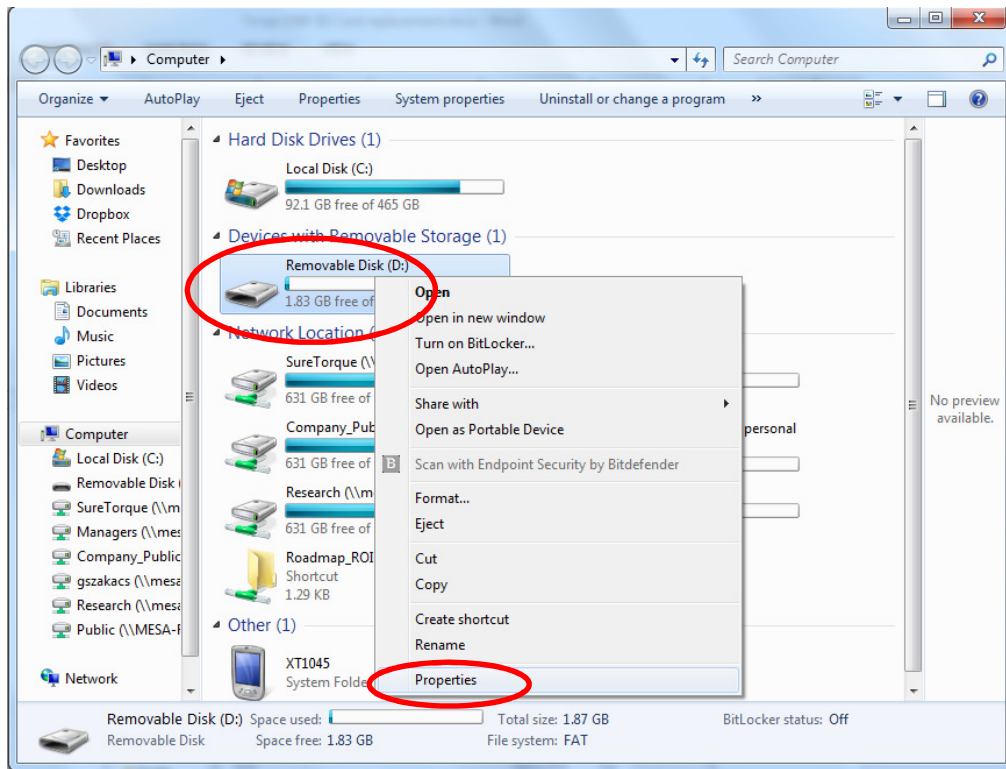 Computer
Search Computer
Organize AutoPlay Eject Properties System properties Uninstall or change a program »
Favorites
Desktop
Downloads
Dropbox
Recent Places
Libraries
Documents
Music
Pictures
Videos
Computer
Local Disk (C:)
Removable Disk (
SureTorque (\\m
Managers (\\mes
Company_Public
gszakacs (\\mesa
Research (\\mesa
Public (\\MESA-F
Network
Hard Disk Drives (1)
Local Disk (C:)
92.1 GB free of 465 GB
Devices with Removable Storage (1)
Removable Disk (D:)
1.83 GB free of
Network Location (
SureTorque (\\
631 GB free of
Company_Pub
631 GB free of
Research (\\m
631 GB free of
Roadmap_ROI
Shortcut
1.29 KB
Other (1)
XT1045
System Folde
Open
Open in new window
Turn on BitLocker...
Open AutoPlay...
Share with
Open as Portable Device
B Scan with Endpoint Security by Bitdefender
Format...
Eject
Cut
Copy
Create shortcut
Rename
Properties
personal
No preview
available.
Removable Disk (D:) Space used: Total size: 1.87 GB BitLocker status: Off
Removable Disk Space free: 1.83 GB File system: FAT